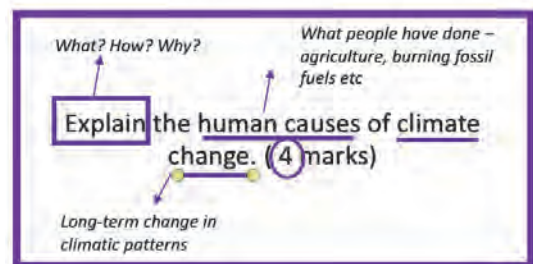 What? How? Why?
What people have done –
agriculture, burning fossil
fuels etc
Explain the human causes of climate
change. (4 marks)
Long-term change in
climatic patterns